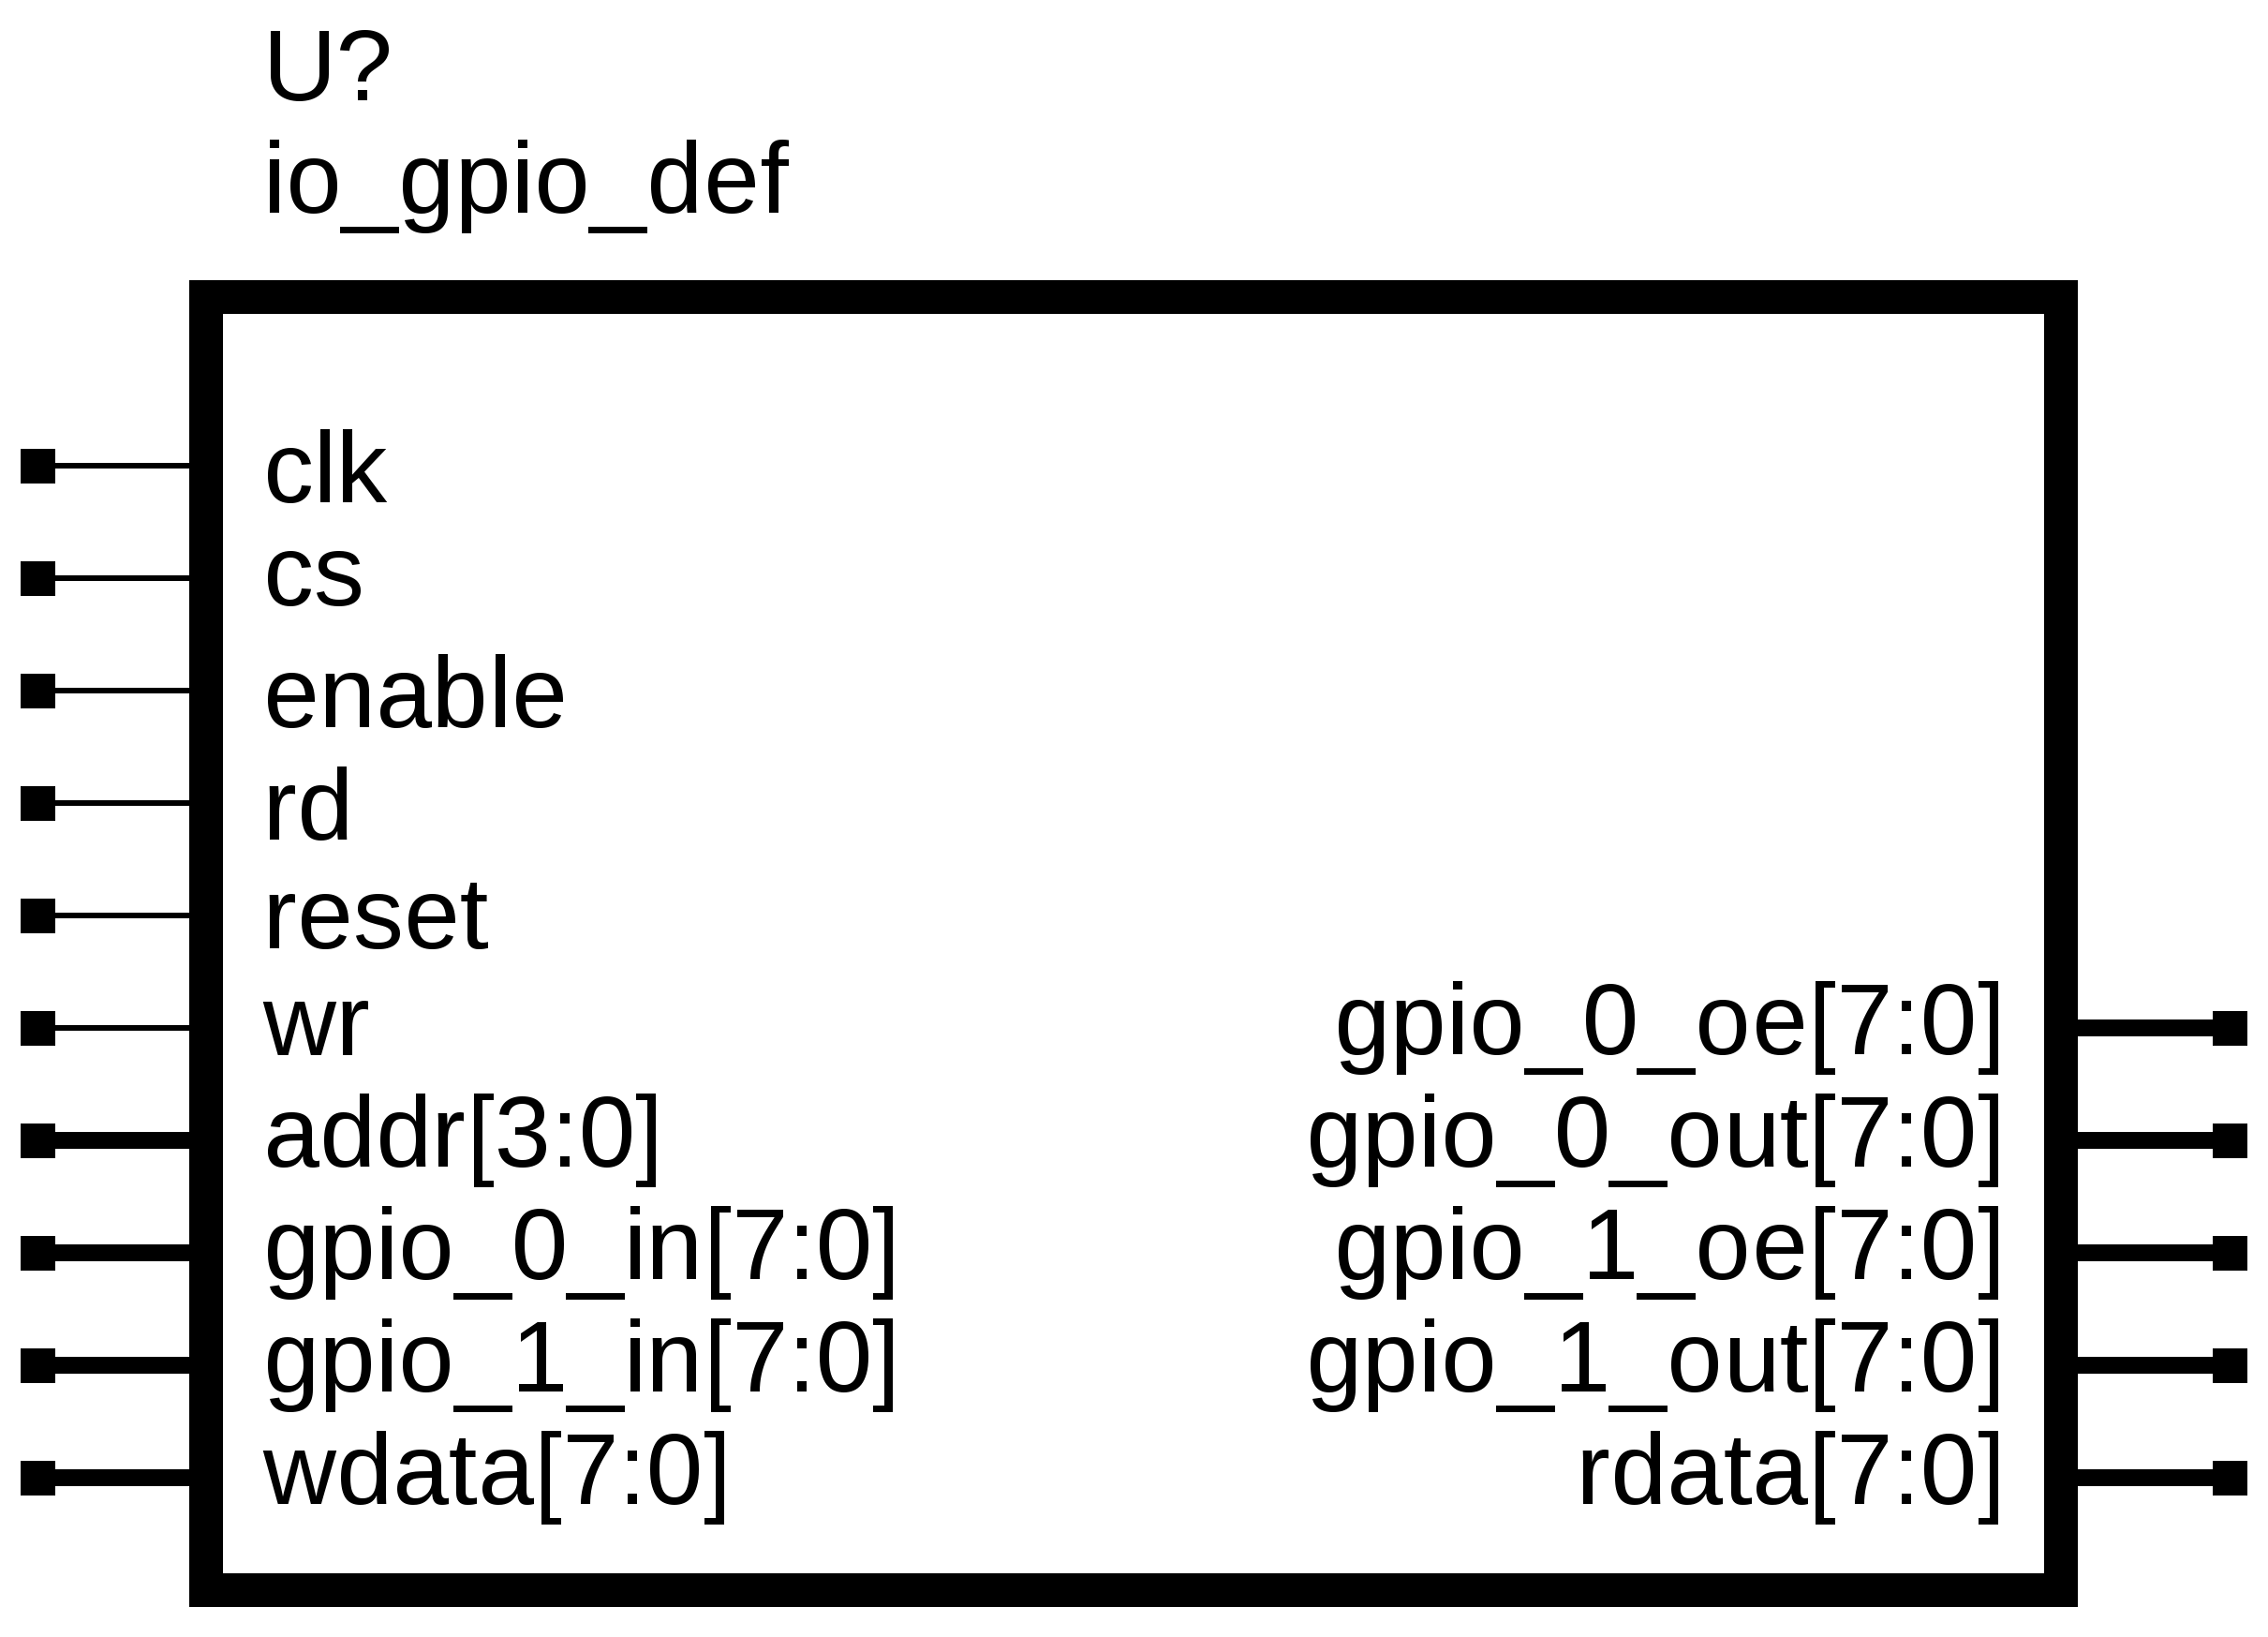 U?
io_gpio_def
clk
cs
enable
rd
reset
wr
addr[3:0]
gpio_0_in[7:0]
gpio_1_in[7:0]
wdata[7:0]
gpio_0_oe[7:0]
gpio_0_out[7:0]
gpio_1_oe[7:0]
gpio_1_out[7:0]
rdata[7:0]